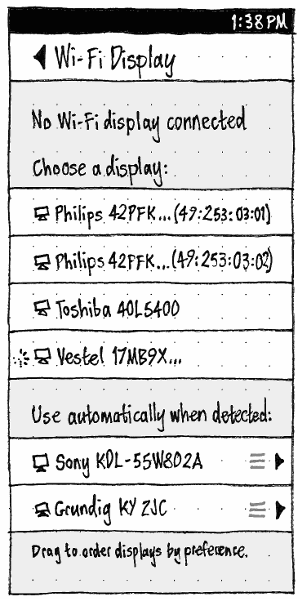 1:38 PM
Wi-Fi Display
No Wi-Fi display connected
Choose a display:
Philips 42PFK...(49:253:03:01)
Philips 42FFK...(49:253:03:02)
Toshiba 40L5400
Vestel 17MB9X...
Use automatically when detected:
Sony KDL-55W802A
Grundig KY 2JC
Drag to order displays by preference.